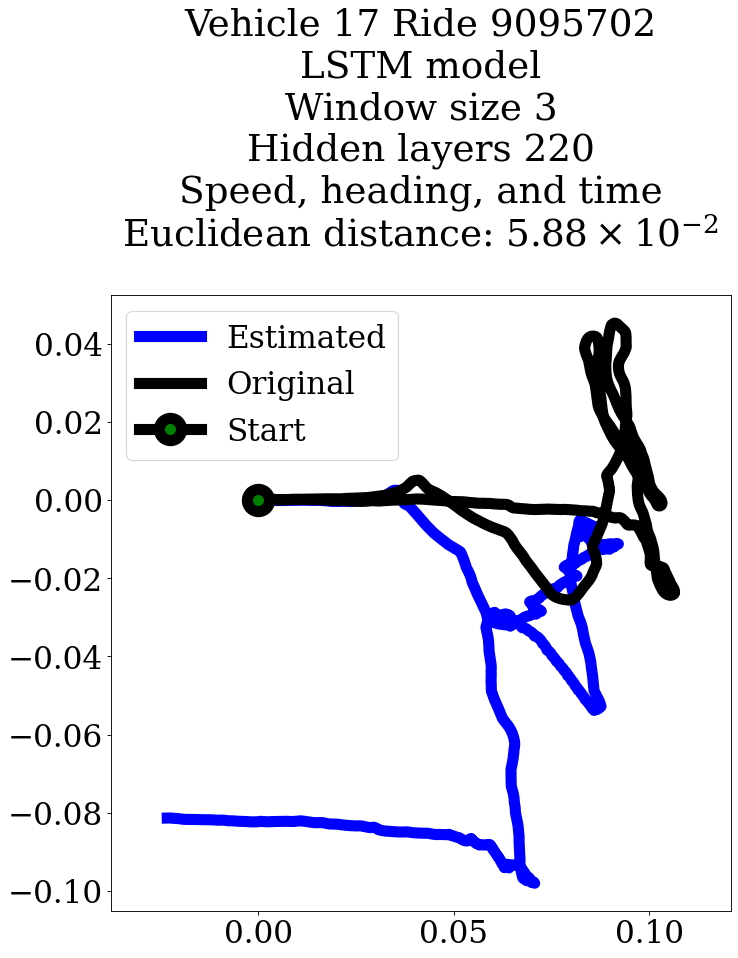 Vehicle 17 Ride 9095702
LSTM model
Window size 3
Hidden layers 220
Speed, heading, and time
Euclidean distance: 5.88 × 10⁻²
Estimated
Original
Start
0.04
0.02
0.00
−0.02
−0.04
−0.06
−0.08
−0.10
0.00 0.05 0.10